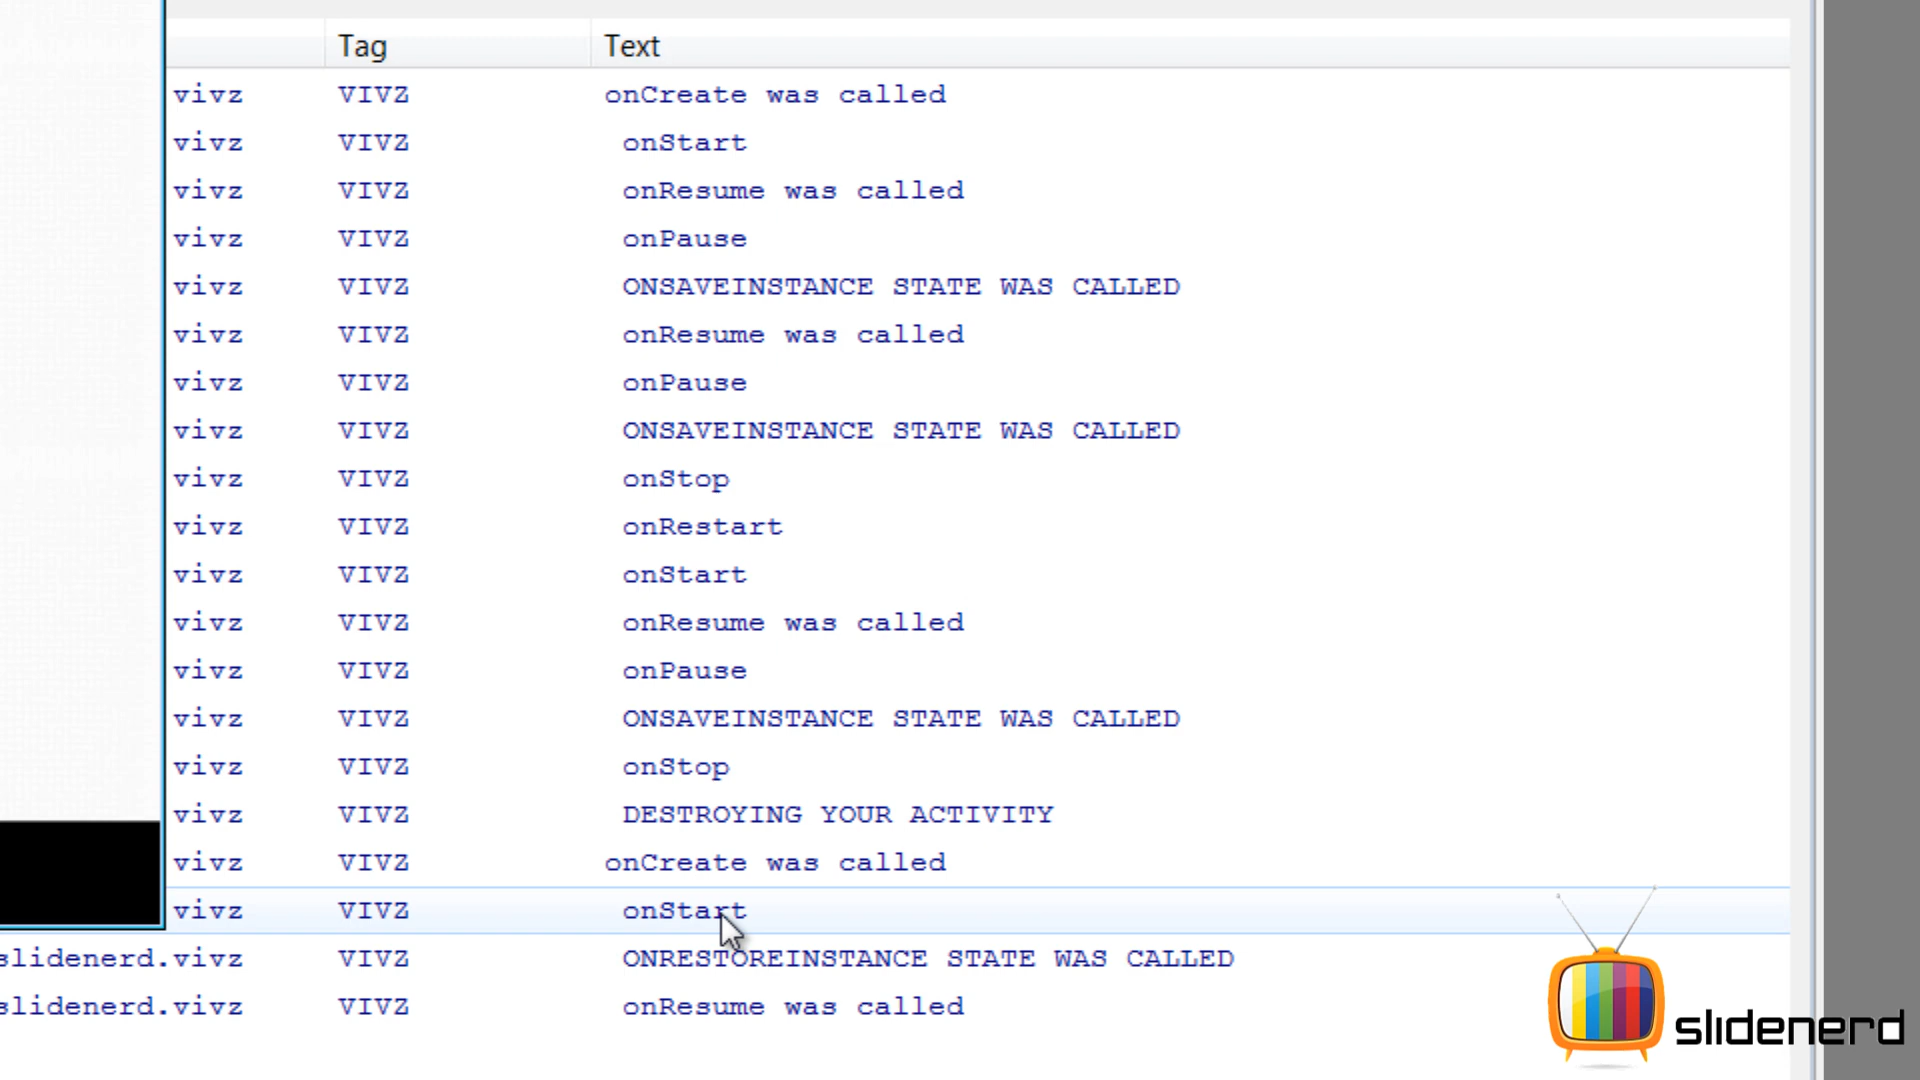 Tag Text
vivz VIVZ onCreate was called
vivz VIVZ onStart
vivz VIVZ onResume was called
vivz VIVZ onPause
vivz VIVZ ONSAVEINSTANCE STATE WAS CALLED
vivz VIVZ onResume was called
vivz VIVZ onPause
vivz VIVZ ONSAVEINSTANCE STATE WAS CALLED
vivz VIVZ onStop
vivz VIVZ onRestart
vivz VIVZ onStart
vivz VIVZ onResume was called
vivz VIVZ onPause
vivz VIVZ ONSAVEINSTANCE STATE WAS CALLED
vivz VIVZ onStop
vivz VIVZ DESTROYING YOUR ACTIVITY
vivz VIVZ onCreate was called
vivz VIVZ onStart
slidenerd.vivz VIVZ ONRESTOREINSTANCE STATE WAS CALLED
slidenerd.vivz VIVZ onResume was called
slidenerd